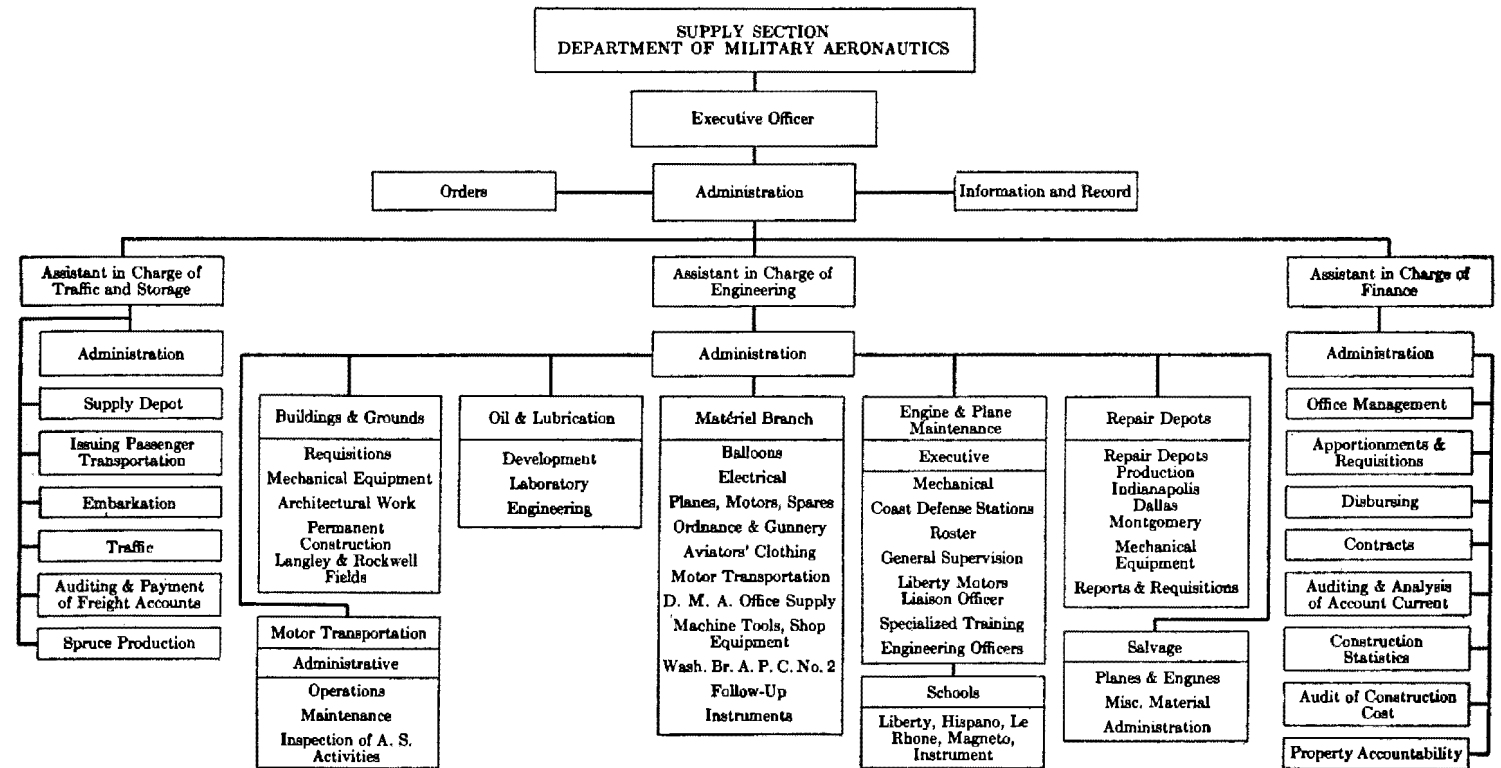 SUPPLY SECTION
DEPARTMENT OF MILITARY AERONAUTICS
Executive Officer
Orders
Administration
Information and Record
Assistant in Charge of
Traffic and Storage
Administration
Supply Depot
Issuing Passenger
Transportation
Embarkation
Traffic
Auditing & Payment
of Freight Accounts
Spruce Production
Assistant in Charge of
Engineering
Administration
Buildings & Grounds
Requisitions
Mechanical Equipment
Architectural Work
Permanent
Construction
Langley & Rockwell
Fields
Motor Transportation
Administrative
Operations
Maintenance
Inspection of A. S.
Activities
Oil & Lubrication
Development
Laboratory
Engineering
Matériel Branch
Balloons
Electrical
Planes, Motors, Spares
Ordnance & Gunnery
Aviators' Clothing
Motor Transportation
D. M. A. Office Supply
Machine Tools, Shop
Equipment
Wash. Br. A. P. C. No. 2
Follow-Up
Instruments
Engine & Plane
Maintenance
Executive
Mechanical
Coast Defense Stations
Roster
General Supervision
Liberty Motors
Liaison Officer
Specialized Training
Engineering Officers
Schools
Liberty, Hispano, Le
Rhone, Magneto,
Instrument
Repair Depots
Repair Depots
Production
Indianapolis
Dallas
Montgomery
Mechanical
Equipment
Reports & Requisitions
Salvage
Planes & Engines
Misc. Material
Administration
Assistant in Charge of
Finance
Administration
Office Management
Apportionments &
Requisitions
Disbursing
Contracts
Auditing & Analysis
of Account Current
Construction
Statistics
Audit of Construction
Cost
Property Accountability